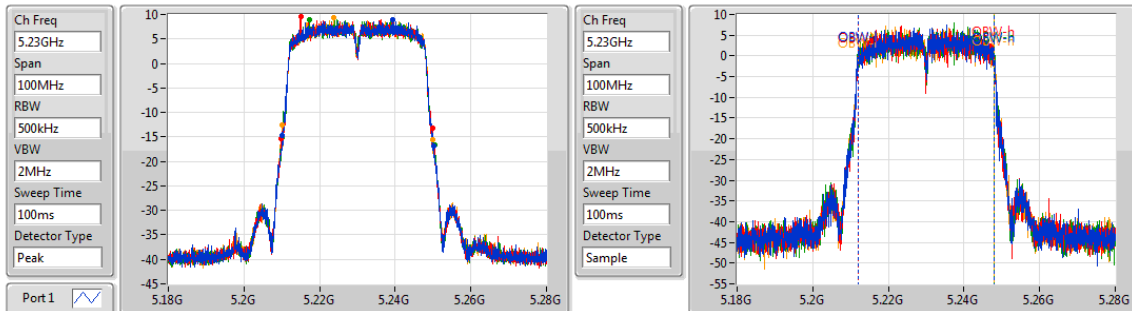 Ch Freq
5.23GHz
Span
100MHz
RBW
500kHz
VBW
2MHz
Sweep Time
100ms
Detector Type
Peak
Port 1
10
5
0
-5
-10
-15
-20
-25
-30
-35
-40
-45
5.18G 5.2G 5.22G 5.24G 5.26G 5.28G
Ch Freq
5.23GHz
Span
100MHz
RBW
500kHz
VBW
2MHz
Sweep Time
100ms
Detector Type
Sample
10
5
0
-5
-10
-15
-20
-25
-30
-35
-40
-45
-50
-55
5.18G 5.2G 5.22G 5.24G 5.26G 5.28G
OBW-h